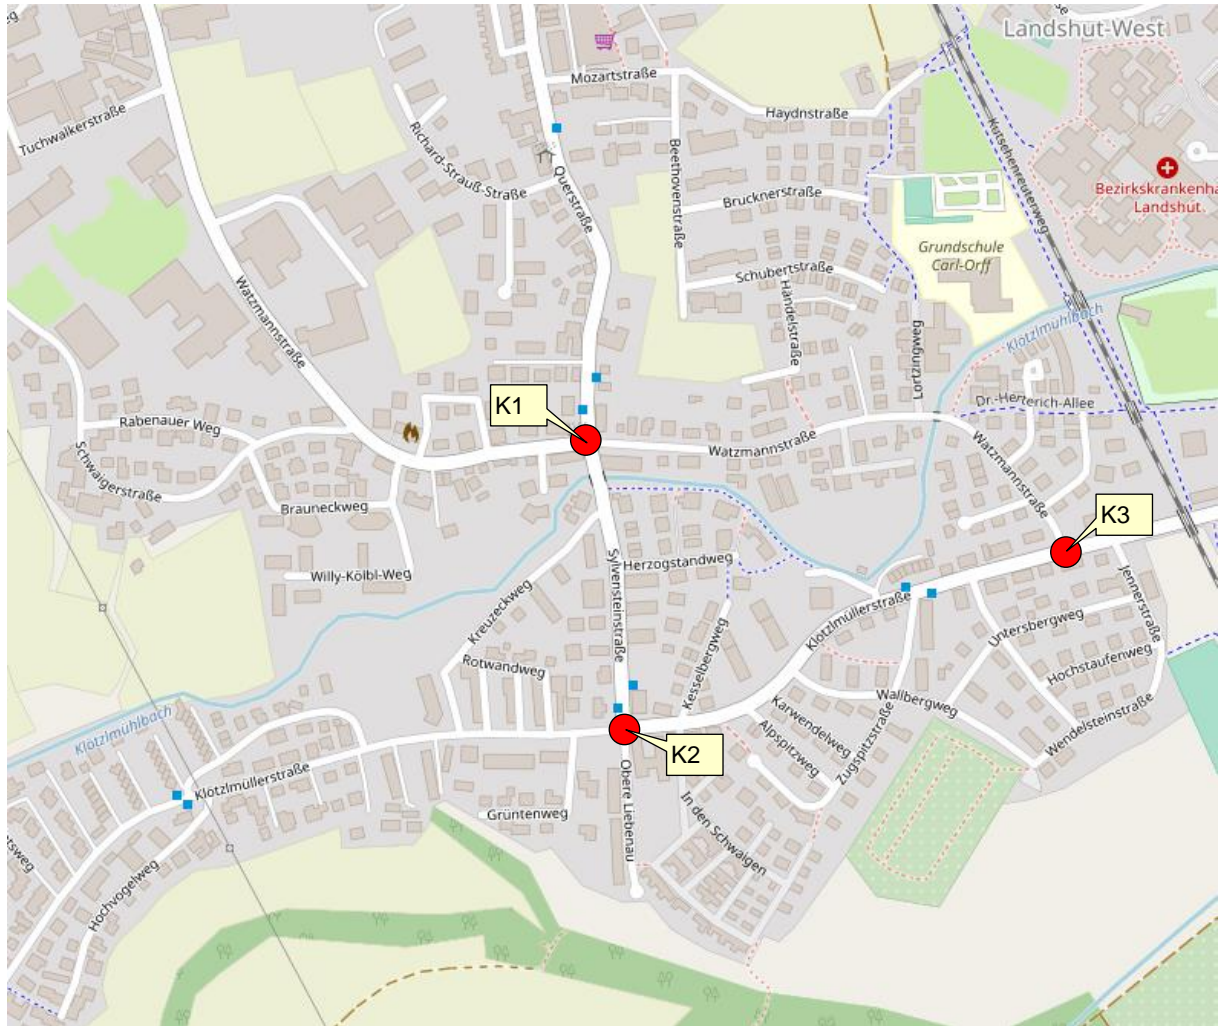 Landshut-West
Mozartstraße
Haydnstraße
Tuchwalkerstraße
Richard-Strauß-Straße
Querstraße
Beethovenstraße
Brucknerstraße
Kutschenreuterweg
Bezirkskrankenha
Landshut
Grundschule
Carl-Orff
Schubertstraße
Händelstraße
Watzmannstraße
Lortzingweg
Klötzlmühlbach
Dr.-Herterich-Allee
K1
Rabenauer Weg
Watzmannstraße
Watzmannstraße
Schwaigerstraße
Brauneckweg
K3
Willy-Kölbl-Weg
Sylvensteinstraße
Herzogstandweg
Kreuzeckweg
Klötzlmüllerstraße
Jennerstraße
Untersbergweg
Hochstaufenweg
Rotwandweg
Kesselbergweg
Wallbergweg
Karwendelweg
Alpspitzweg
Zugspitzstraße
Wendelsteinstraße
Klötzlmühlbach
K2
Klötzlmüllerstraße
Obere Liebenau
Grüntenweg
In den Schwaigen
Hochvogelweg